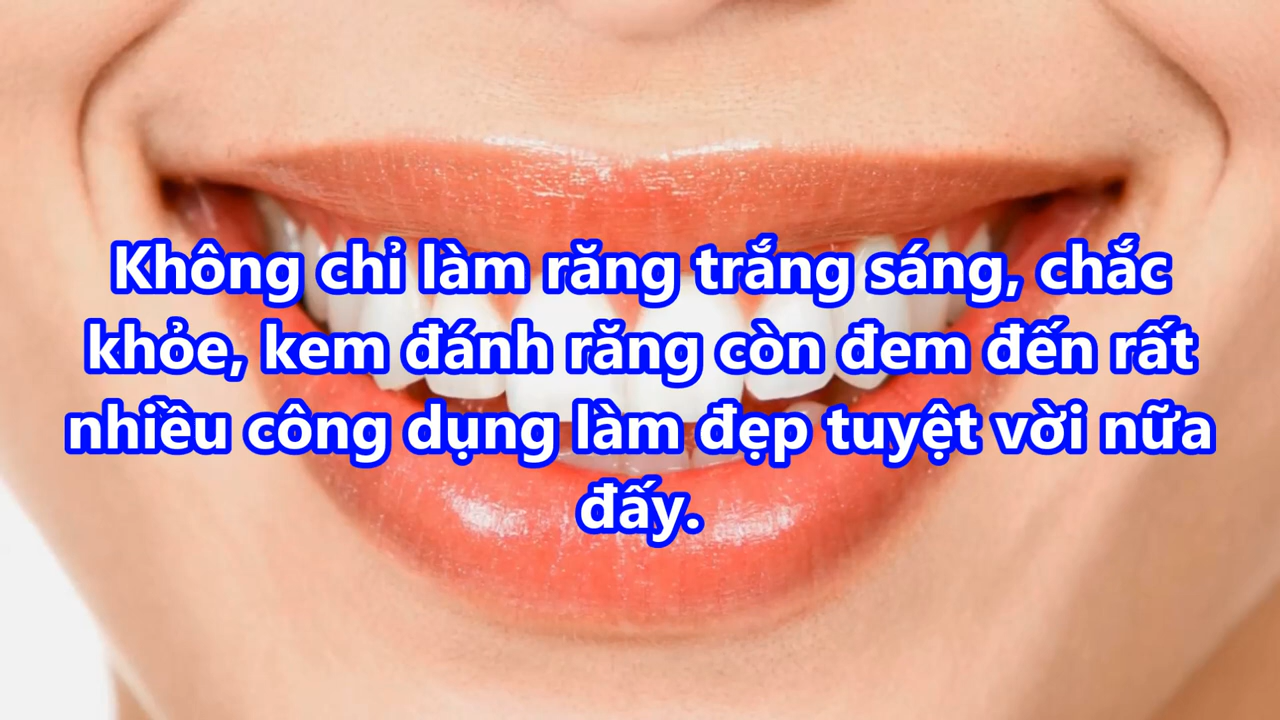 Không chỉ làm răng trắng sáng, chắc
khỏe, kem đánh răng còn đem đến rất
nhiều công dụng làm đẹp tuyệt vời nữa
đấy.